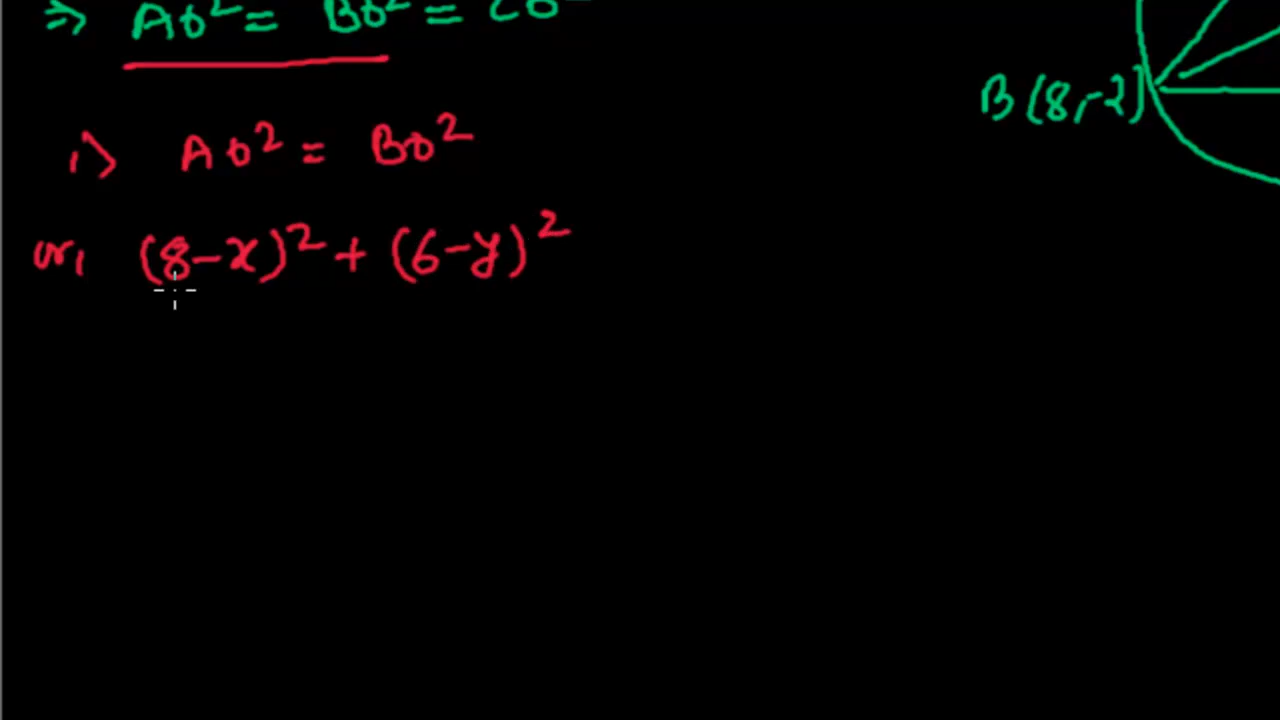 ⇒ AO² = BO² = CO²
B(8,-2)
i) AO² = BO²
or, (8-x)² + (6-y)²